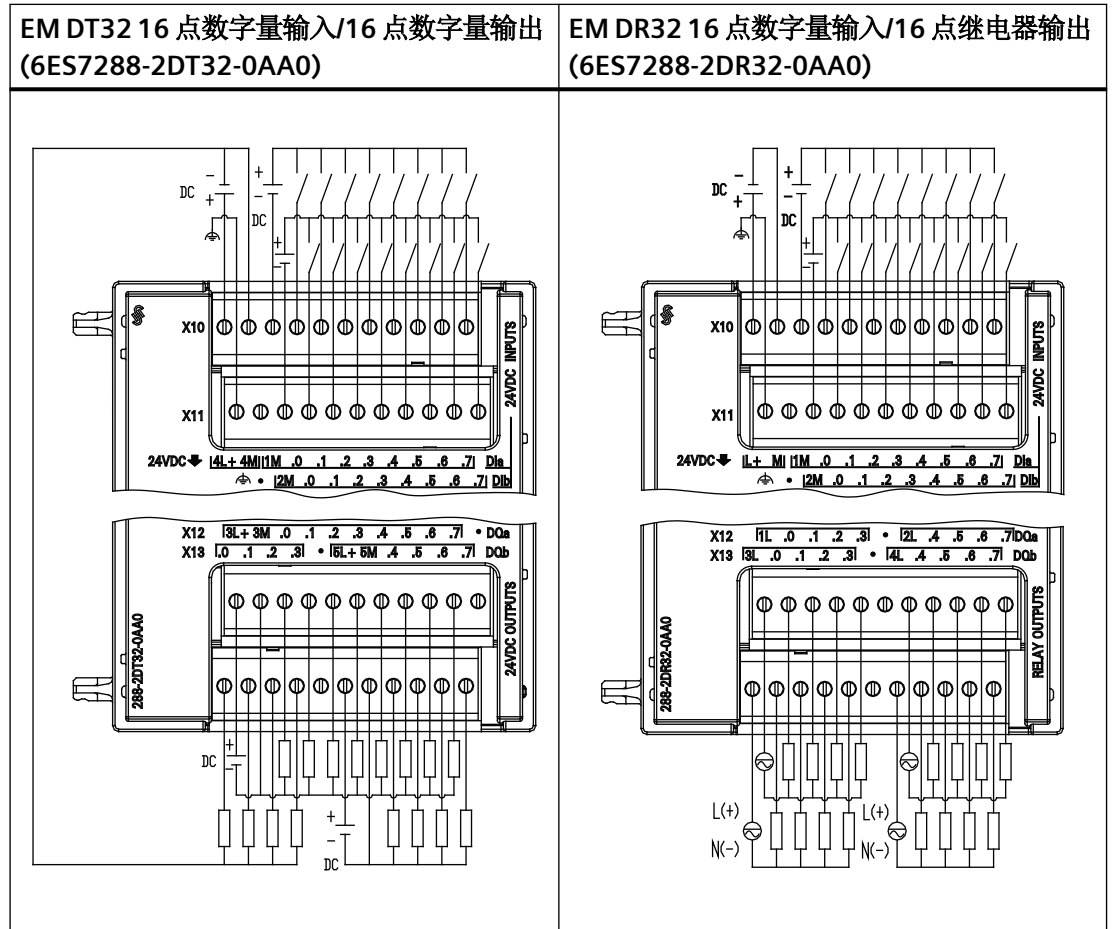 EM DT32 16 点数字量输入/16 点数字量输出
(6ES7288-2DT32-0AA0)
DC
-
+
+
-
DC
+
-
X10
X11
24VDC INPUTS
24VDC 4L+ 4M 1M .0 .1 .2 .3 .4 .5 .6 .7 DIa
• 2M .0 .1 .2 .3 .4 .5 .6 .7 DIb
X12 3L+ 3M .0 .1 .2 .3 .4 .5 .6 .7 • DQa
X13 .0 .1 .2 .3 • 5L+ 5M .4 .5 .6 .7 DQb
288-2DT32-0AA0
24VDC OUTPUTS
DC
+
-
+
-
DC
EM DR32 16 点数字量输入/16 点继电器输出
(6ES7288-2DR32-0AA0)
DC
-
+
+
-
DC
+
-
X10
X11
24VDC INPUTS
24VDC L+ M 1M .0 .1 .2 .3 .4 .5 .6 .7 DIa
• 2M .0 .1 .2 .3 .4 .5 .6 .7 DIb
X12 1L .0 .1 .2 .3 • 2L .4 .5 .6 .7 DQa
X13 3L .0 .1 .2 .3 • 4L .4 .5 .6 .7 DQb
288-2DR32-0AA0
RELAY OUTPUTS
L(+)
N(-)
L(+)
N(-)